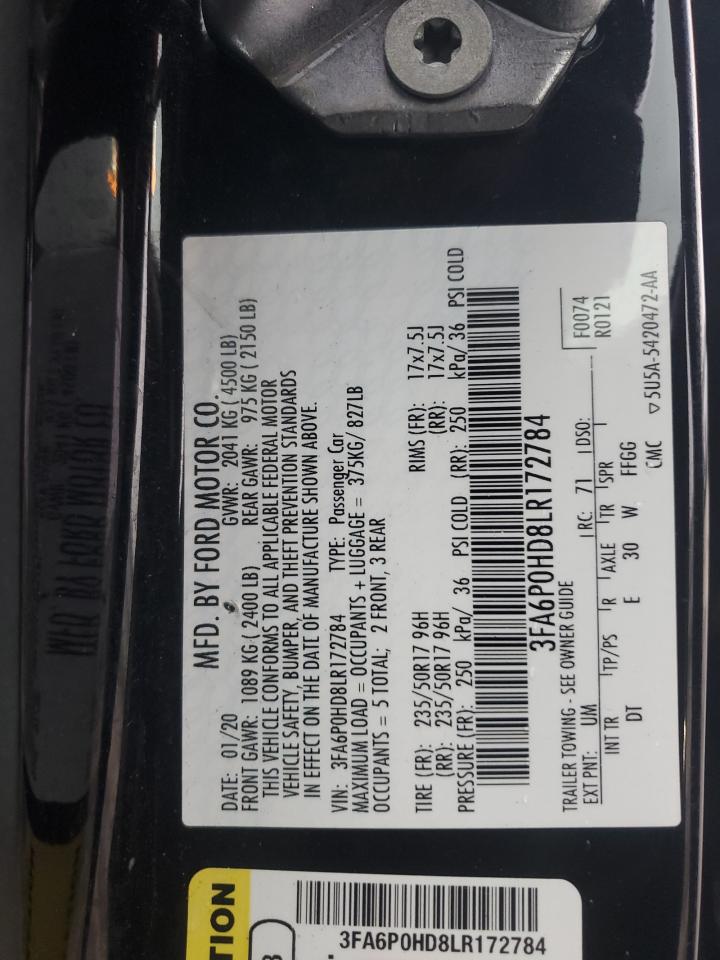 MFD. BY FORD MOTOR CO.
DATE: 01/20 GVWR: 2041 KG ( 4500 LB)
FRONT GAWR: 1089 KG ( 2400 LB) REAR GAWR: 975 KG ( 2150 LB)
THIS VEHICLE CONFORMS TO ALL APPLICABLE FEDERAL MOTOR
VEHICLE SAFETY, BUMPER, AND THEFT PREVENTION STANDARDS
IN EFFECT ON THE DATE OF MANUFACTURE SHOWN ABOVE.
VIN: 3FA6P0HD8LR172784 TYPE: Passenger Car
MAXIMUM LOAD = OCCUPANTS + LUGGAGE = 375KG/ 827LB
OCCUPANTS = 5 TOTAL; 2 FRONT, 3 REAR
TIRE (FR): 235/50R17 96H RIMS (FR): 17x7.5J
(RR): 235/50R17 96H (RR): 17x7.5J
PRESSURE (FR): 250 kPa/ 36 PSI COLD (RR): 250 kPa/ 36 PSI COLD
3FA6P0HD8LR172784
TRAILER TOWING - SEE OWNER GUIDE F0074
EXT PNT: UM RC: 71 DSO: R0121
INT TR TP/PS R AXLE TR SPR
DT E 30 W FFGG
CMC ▽5U5A-5420472-AA
TION
3
3FA6P0HD8LR172784